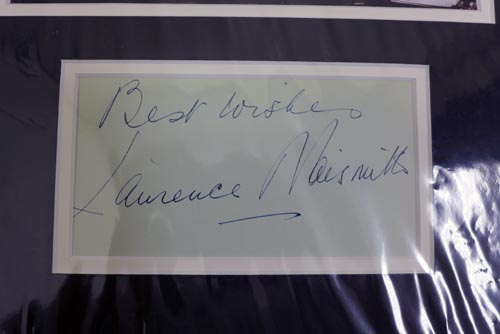 Best wishes
Laurence Naismith